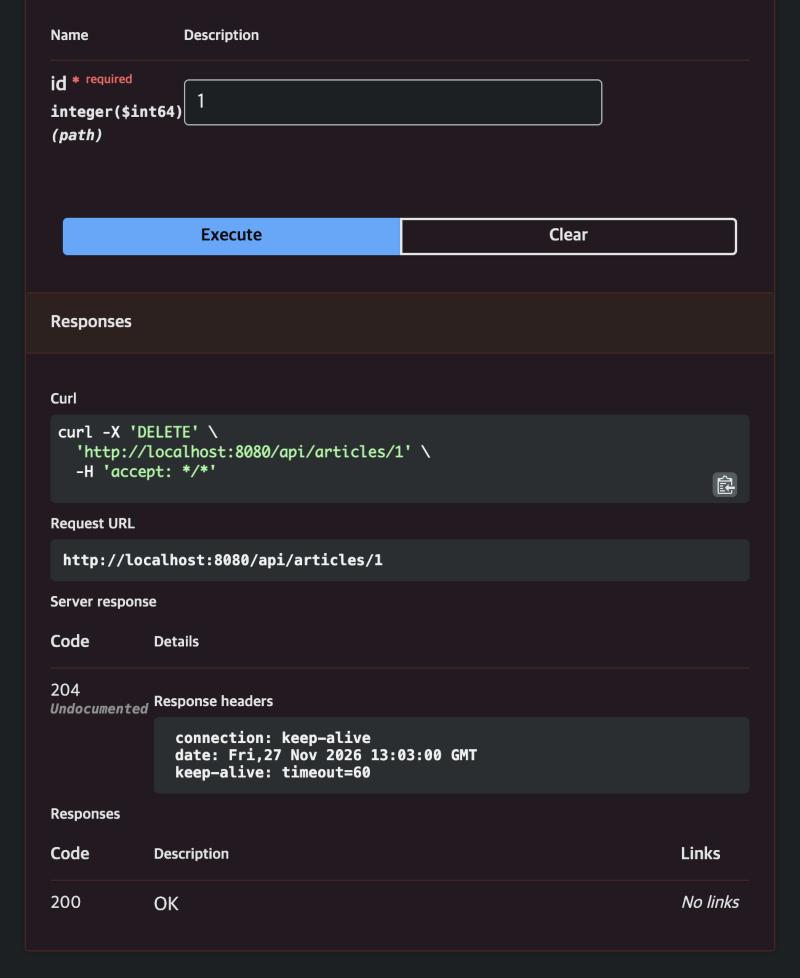 Name Description
id * required
integer($int64)
(path)
1
Execute Clear
Responses
Curl
curl -X 'DELETE' \
'http://localhost:8080/api/articles/1' \
-H 'accept: */*'
Request URL
http://localhost:8080/api/articles/1
Server response
Code Details
204
Undocumented
Response headers
connection: keep-alive
date: Fri,27 Nov 2026 13:03:00 GMT
keep-alive: timeout=60
Responses
Code Description Links
200 OK No links